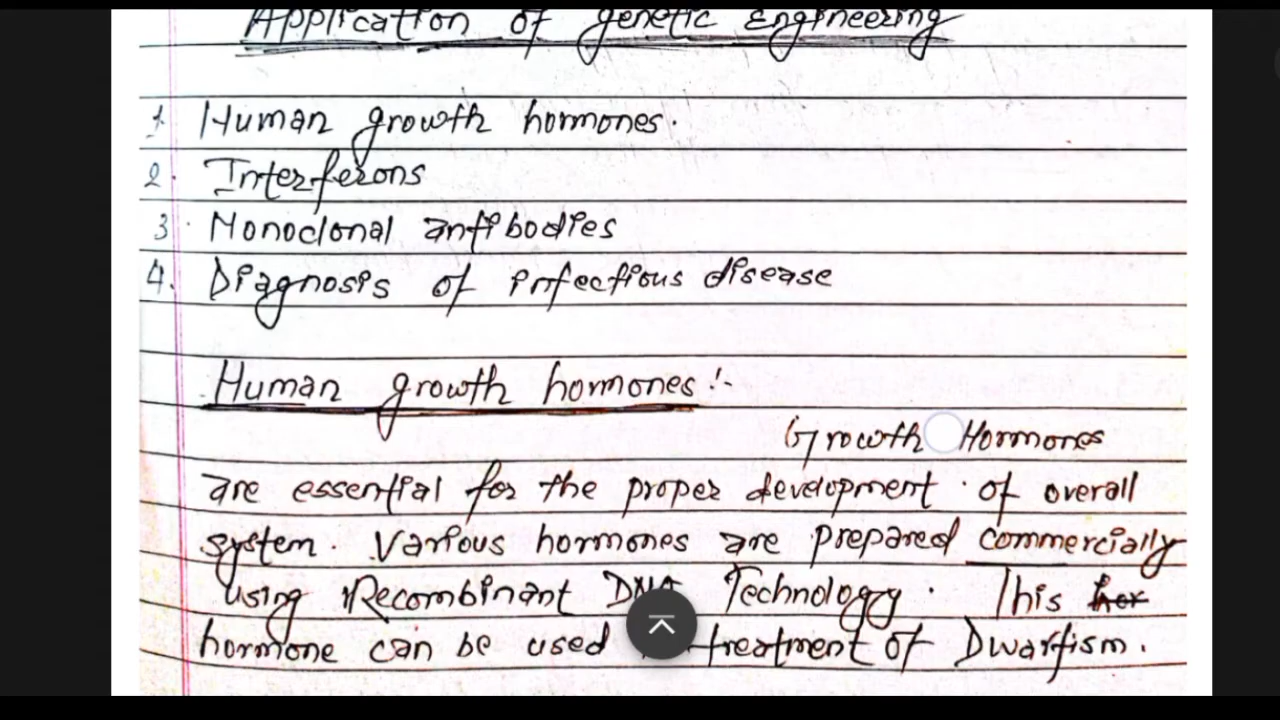 Application of genetic Engineering
1. Human growth hormones.
2. Interferons
3. Monoclonal antibodies
4. Diagnosis of infectious disease
Human growth hormones :-
Growth Hormones
are essential for the proper development of overall
system. Various hormones are prepared commercially
using Recombinant DNA Technology. This
hormone can be used treatment of Dwarfism.